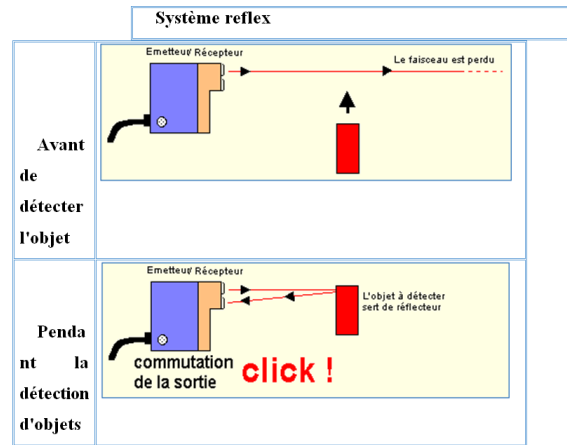 Système reflex
Avant
de
détecter
l'objet
Emetteur/ Récepteur
Le faisceau est perdu
Penda
nt la
détection
d'objets
Emetteur/ Récepteur
L'objet à détecter
sert de réflecteur
commutation
de la sortie
click !